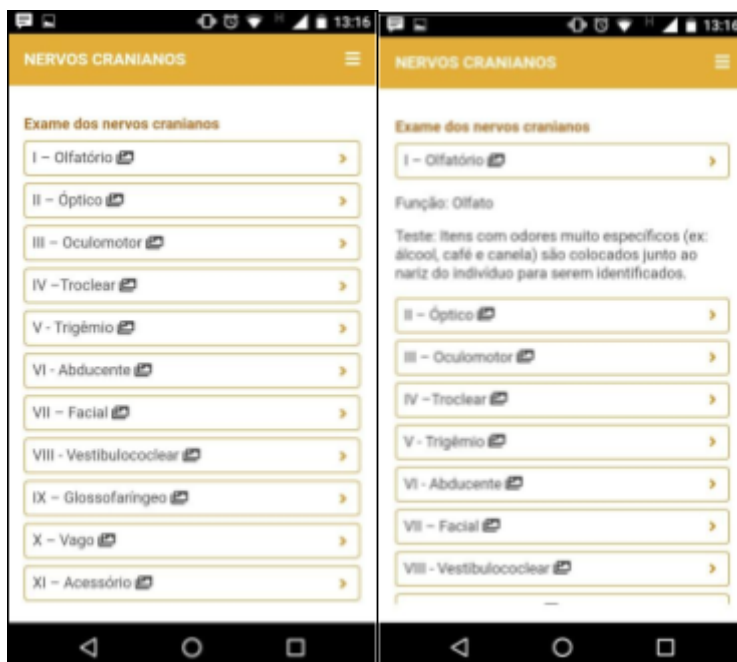 13:16
NERVOS CRANIANOS
Exame dos nervos cranianos
I – Olfatório
II – Óptico
III – Oculomotor
IV –Troclear
V - Trigêmio
VI - Abducente
VII – Facial
VIII - Vestibulococlear
IX – Glossofaríngeo
X – Vago
XI – Acessório
H 13:16
NERVOS CRANIANOS
Exame dos nervos cranianos
I – Olfatório
Função: Olfato
Teste: Itens com odores muito específicos (ex:
álcool, café e canela) são colocados junto ao
nariz do indivíduo para serem identificados.
II – Óptico
III – Oculomotor
IV –Troclear
V - Trigêmio
VI - Abducente
VII – Facial
VIII - Vestibulococlear